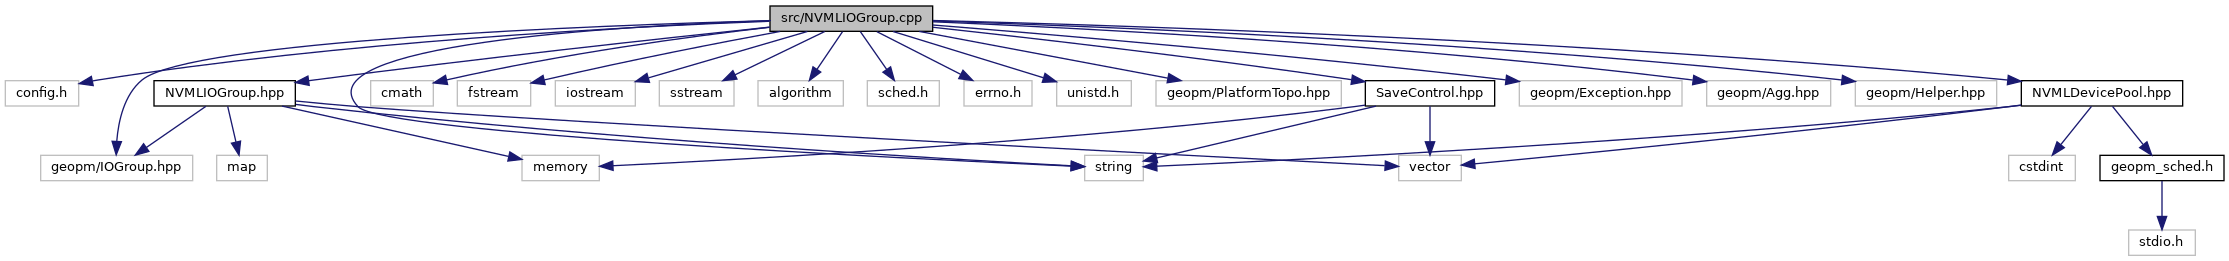 src/NVMLIOGroup.cpp
config.h
NVMLIOGroup.hpp
cmath
fstream
iostream
sstream
algorithm
sched.h
errno.h
unistd.h
geopm/PlatformTopo.hpp
SaveControl.hpp
geopm/Exception.hpp
geopm/Agg.hpp
geopm/Helper.hpp
NVMLDevicePool.hpp
geopm/IOGroup.hpp
map
memory
string
vector
cstdint
geopm_sched.h
stdio.h